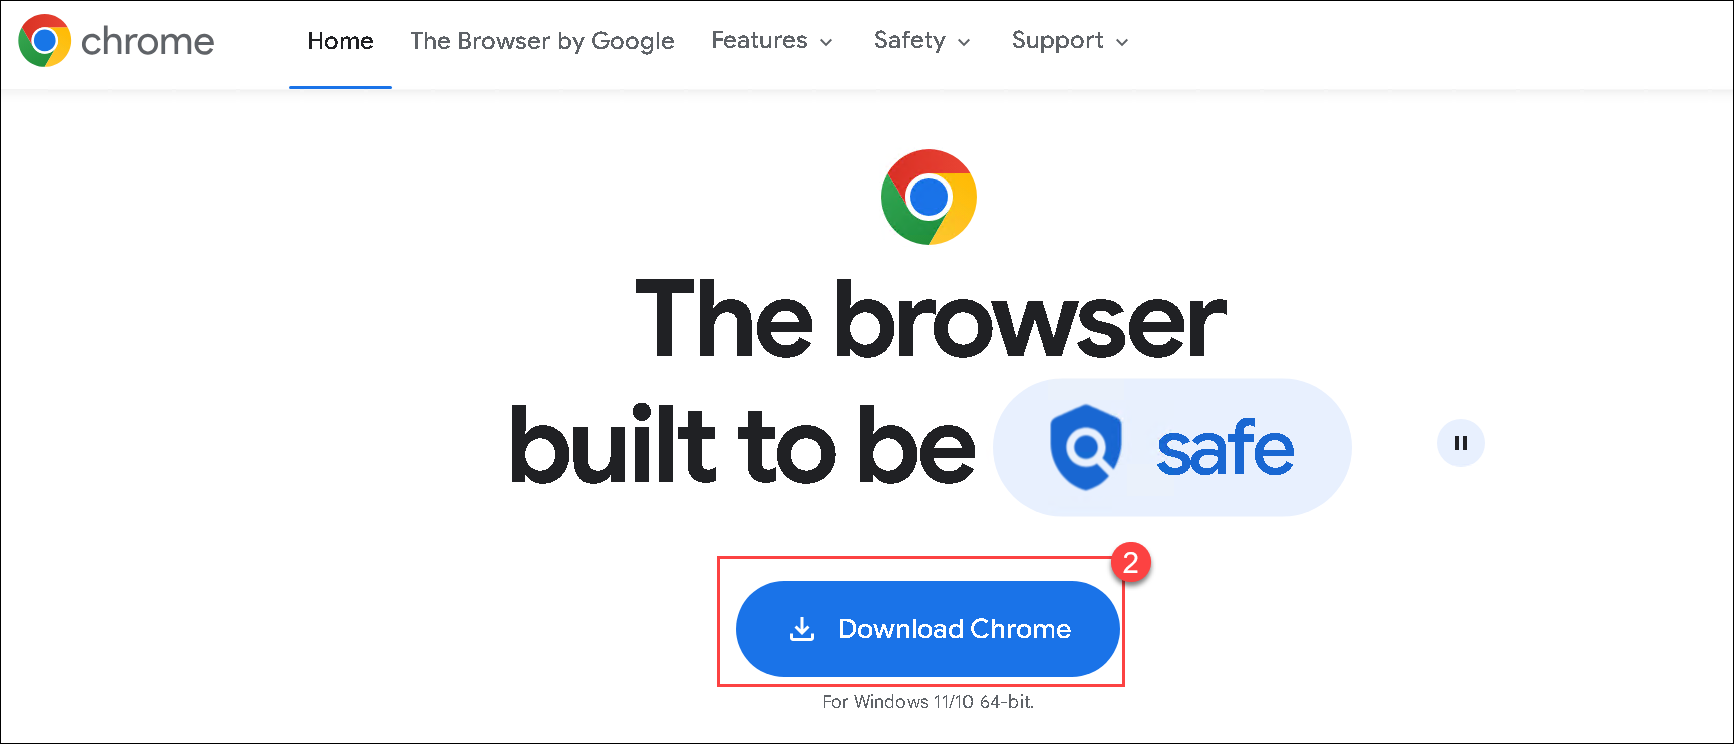 chrome Home The Browser by Google Features Safety Support
The browser
built to be safe
2
Download Chrome
For Windows 11/10 64-bit.